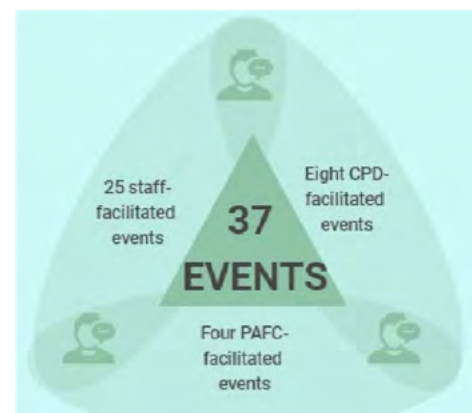 25 staff-
facilitated
events
Eight CPD-
facilitated
events
37
EVENTS
Four PAFC-
facilitated
events